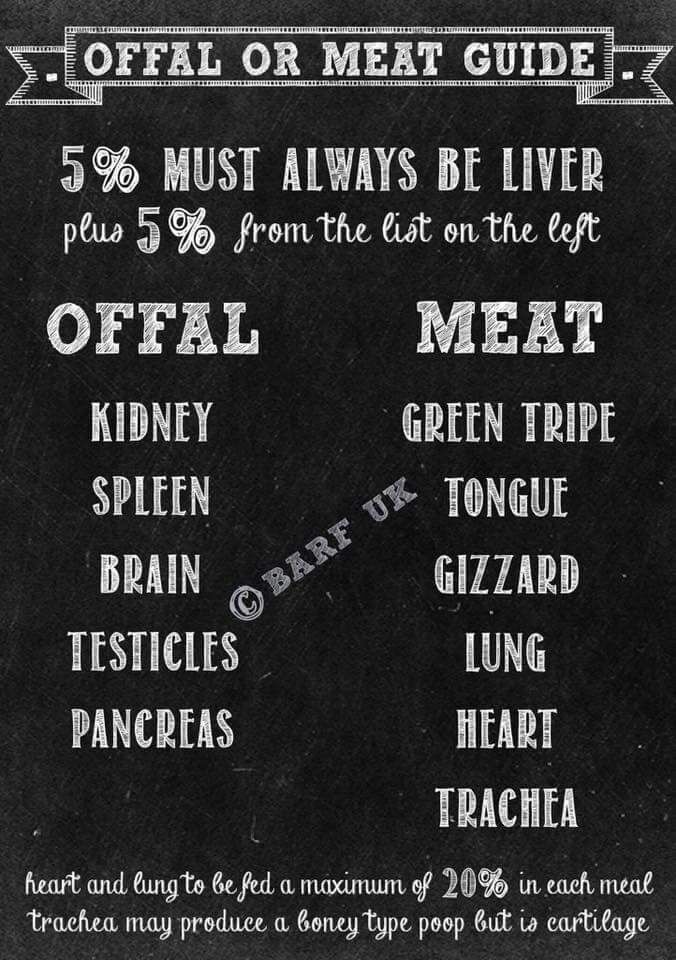 OFFAL OR MEAT GUIDE
5% MUST ALWAYS BE LIVER
plus 5% from the list on the left
OFFAL
KIDNEY
SPLEEN
BRAIN
TESTICLES
PANCREAS
MEAT
GREEN TRIPE
TONGUE
GIZZARD
LUNG
HEART
TRACHEA
© BARF UK
heart and lung to be fed a maximum of 20% in each meal
trachea may produce a boney type poop but is cartilage